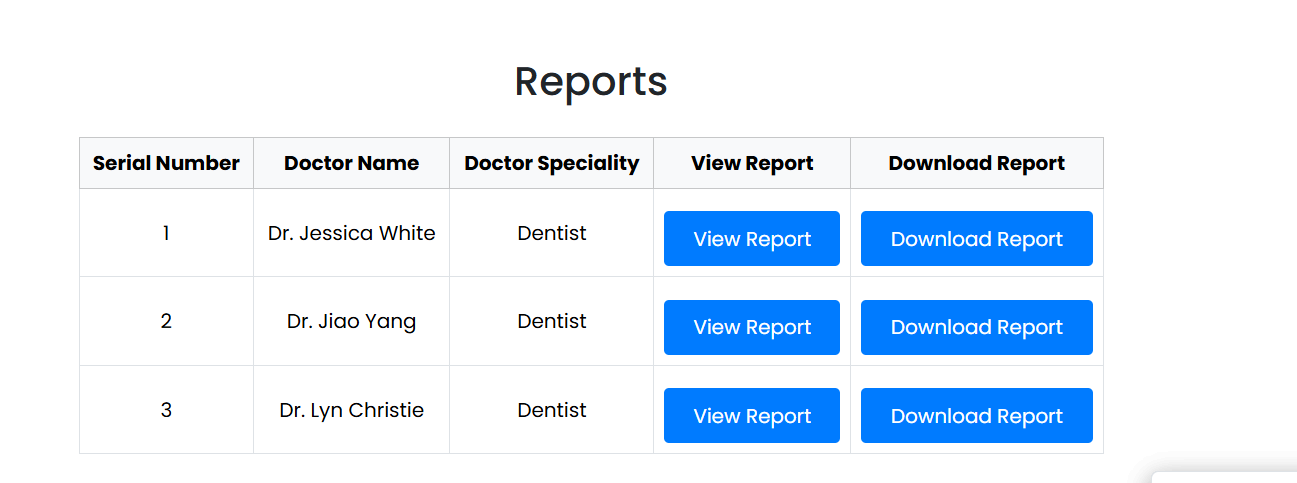 Reports
Serial Number Doctor Name Doctor Speciality View Report Download Report
1 Dr. Jessica White Dentist View Report Download Report
2 Dr. Jiao Yang Dentist View Report Download Report
3 Dr. Lyn Christie Dentist View Report Download Report